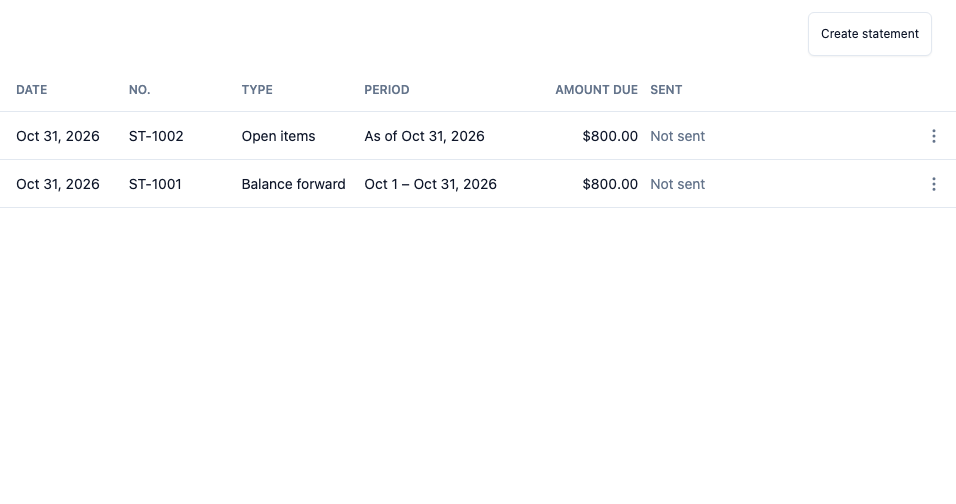 Create statement
DATE NO. TYPE PERIOD AMOUNT DUE SENT
Oct 31, 2026 ST-1002 Open items As of Oct 31, 2026 $800.00 Not sent
Oct 31, 2026 ST-1001 Balance forward Oct 1 – Oct 31, 2026 $800.00 Not sent